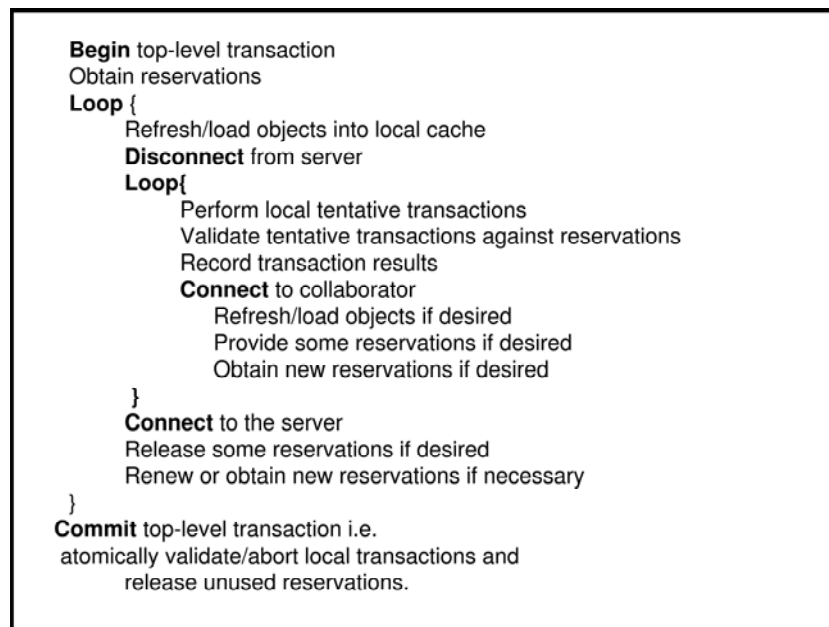 Begin top-level transaction
Obtain reservations
Loop {
Refresh/load objects into local cache
Disconnect from server
Loop{
Perform local tentative transactions
Validate tentative transactions against reservations
Record transaction results
Connect to collaborator
Refresh/load objects if desired
Provide some reservations if desired
Obtain new reservations if desired
}
Connect to the server
Release some reservations if desired
Renew or obtain new reservations if necessary
}
Commit top-level transaction i.e.
atomically validate/abort local transactions and
release unused reservations.